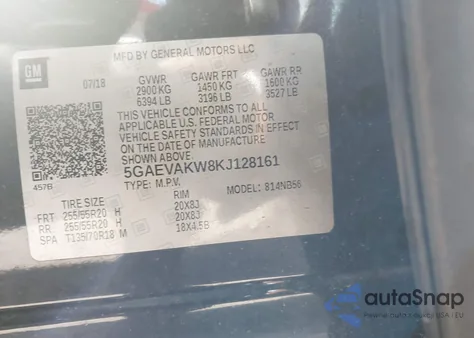 MFD BY GENERAL MOTORS LLC
GM
07/18 GVWR GAWR FRT GAWR RR
2900 KG 1450 KG 1600 KG
6394 LB 3196 LB 3527 LB
THIS VEHICLE CONFORMS TO ALL
APPLICABLE U.S. FEDERAL MOTOR
VEHICLE SAFETY STANDARDS IN EFFECT
ON THE DATE OF MANUFACTURE
SHOWN ABOVE.
457B
5GAEVAKW8KJ128161
TYPE: M.P.V. MODEL: 814NB56
TIRE SIZE RIM
FRT 255/55R20 H 20X8J
RR 255/55R20 H 20X8J
SPA T135/70R18 M 18X4.5B
autoSnap